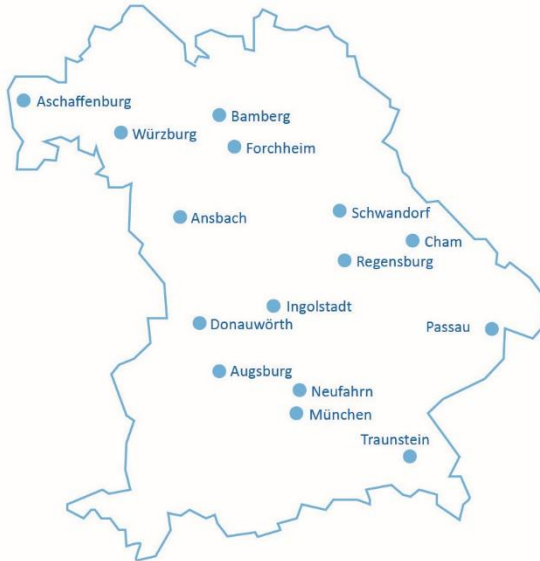 Aschaffenburg
Bamberg
Würzburg
Forchheim
Schwandorf
Ansbach
Cham
Regensburg
Ingolstadt
Donauwörth
Passau
Augsburg
Neufahrn
München
Traunstein